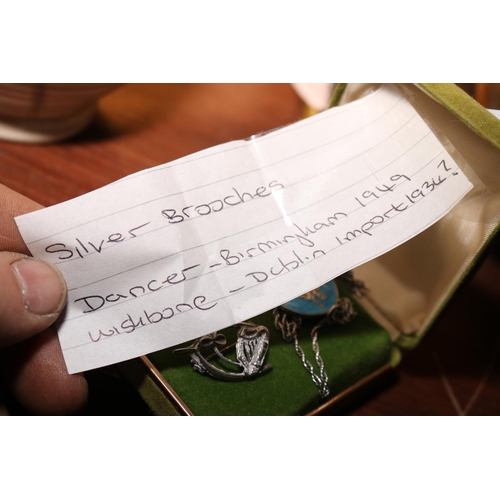 Silver Brooches
Dancer - Birmingham 1949
Wishbone - Dublin Import 1934?